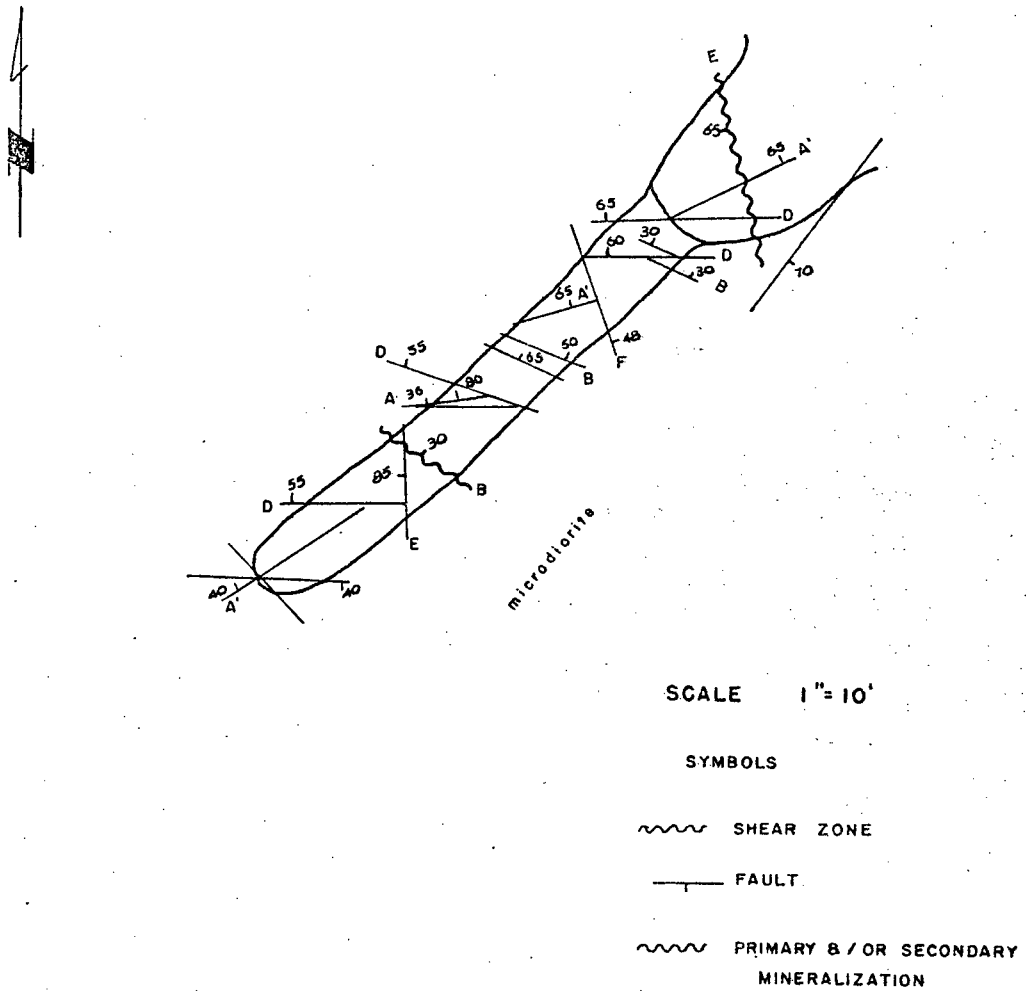 E
65
65
A'
65
D
30
60
D
30
B
70
65
A'
48
F
50
65
B
D
55
80
A
36
30
85
B
55
D
E
40
A'
40
microdiorite
SCALE 1"=10'
SYMBOLS
SHEAR ZONE
FAULT
PRIMARY & / OR SECONDARY
MINERALIZATION